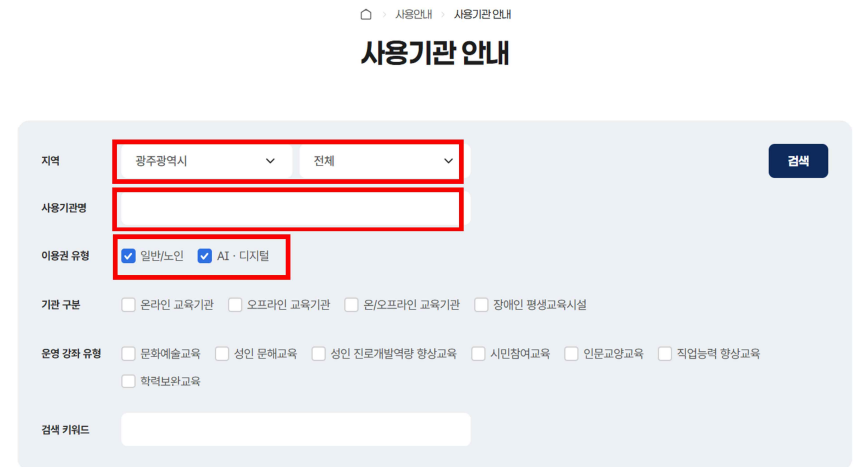 사용안내 > 사용기관 안내
사용기관 안내
지역 광주광역시 전체 검색
사용기관명
이용권 유형 일반/노인 AI · 디지털
기관 구분 온라인 교육기관 오프라인 교육기관 온/오프라인 교육기관 장애인 평생교육시설
운영 강좌 유형 문화예술교육 성인 문해교육 성인 진로개발역량 향상교육 시민참여교육 인문교양교육 직업능력 향상교육
학력보완교육
검색 키워드